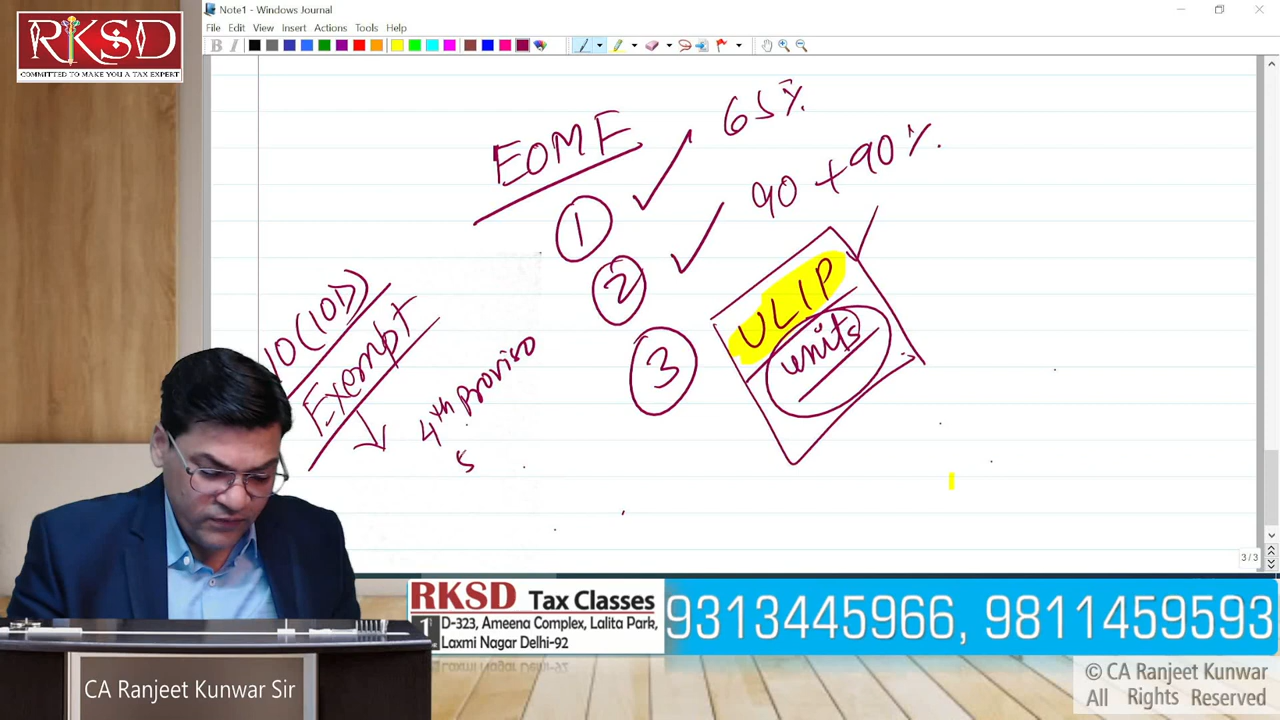 RKSD
COMMITTED TO MAKE YOU A TAX EXPERT
Note1 - Windows Journal
File Edit View Insert Actions Tools Help
B I
EOMF
65%
1
90 + 90%
2
ULIP
units
3
10(10D)
Exempt
4th Proviso
5
3/3
RKSD Tax Classes
D-323, Ameena Complex, Lalita Park,
Laxmi Nagar Delhi-92
9313445966, 9811459593
CA Ranjeet Kunwar Sir
© CA Ranjeet Kunwar
All Rights Reserved